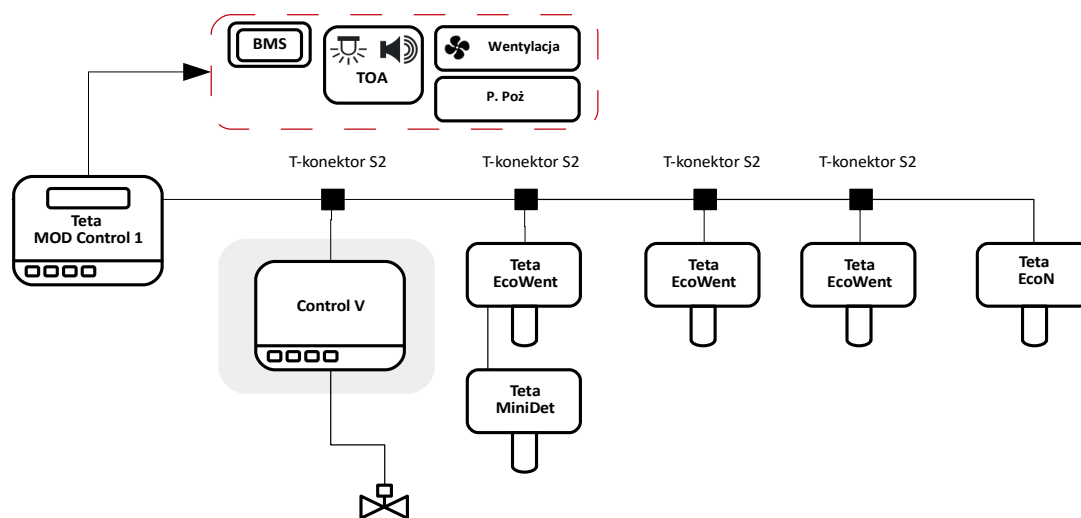 BMS
TOA
Wentylacja
P. Poż
T-konektor S2
T-konektor S2
T-konektor S2
T-konektor S2
Teta
MOD Control 1
Control V
Teta
EcoWent
Teta
EcoWent
Teta
EcoWent
Teta
EcoN
Teta
MiniDet